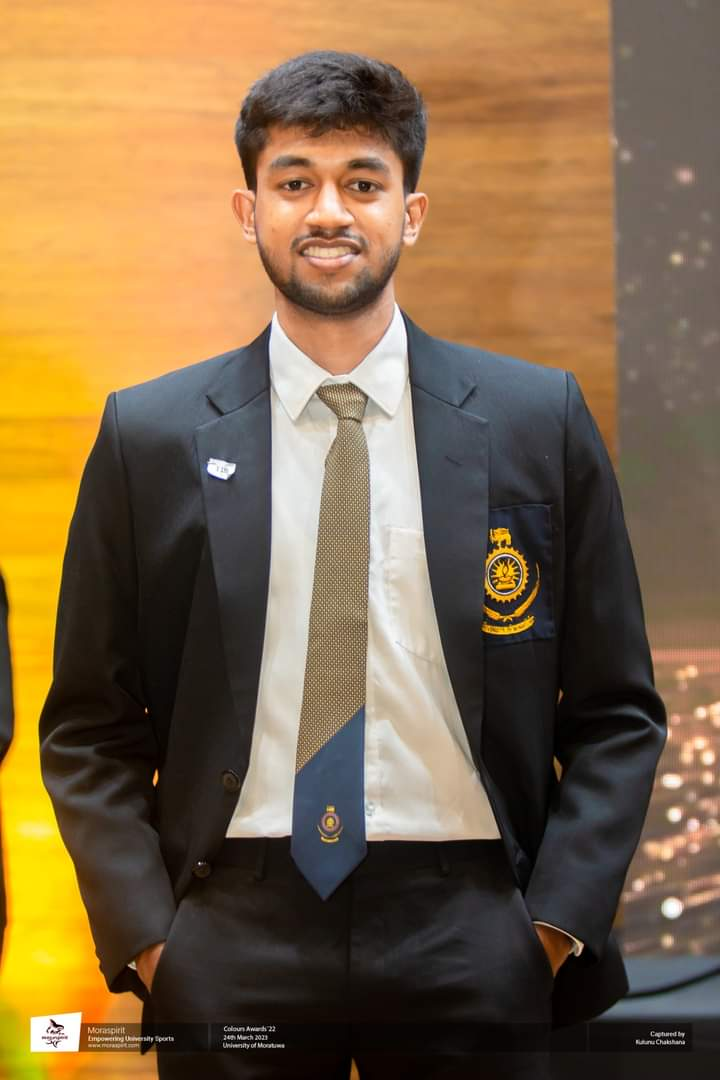 moraspirit
Moraspirit
Empowering University Sports
www.moraspirit.com
Colours Awards'22
24th March 2023
University of Moratuwa
Captured by
Kulunu Chakshana